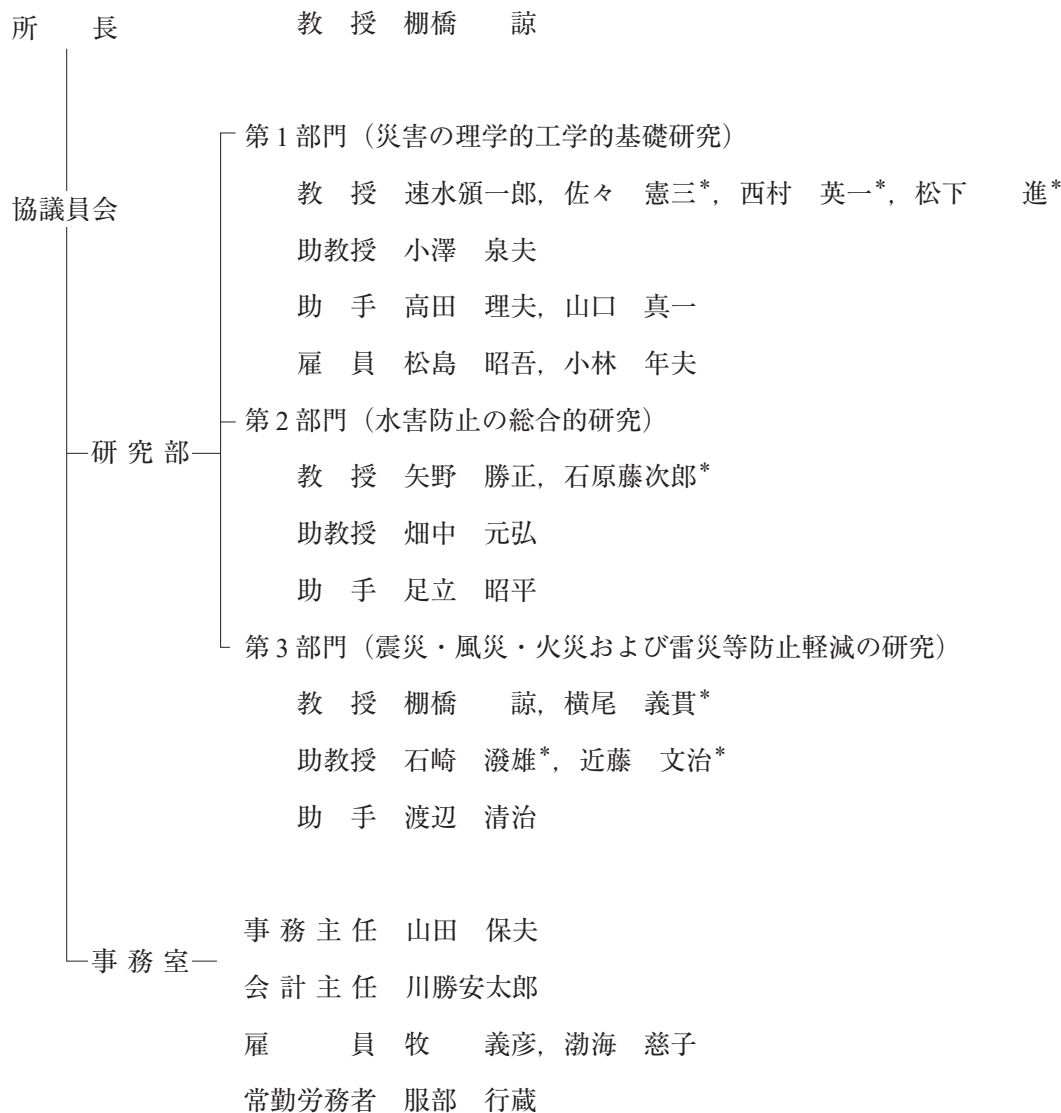 所　　長　　教　授　棚橋　　諒
第1部門（災害の理学的工学的基礎研究）
教　授　速水頌一郎，佐々　憲三*，西村　英一*，松下　　進*
協議員会
助教授　小澤　泉夫
助　手　高田　理夫，山口　真一
雇　員　松島　昭吾，小林　年夫
第2部門（水害防止の総合的研究）
研 究 部
教　授　矢野　勝正，石原藤次郎*
助教授　畑中　元弘
助　手　足立　昭平
第3部門（震災・風災・火災および雷災等防止軽減の研究）
教　授　棚橋　　諒，横尾　義貫*
助教授　石崎　潑雄*，近藤　文治*
助　手　渡辺　清治
事 務 主 任　山田　保夫
事 務 室
会 計 主 任　川勝安太郎
雇　　　員　牧　　義彦，渤海　慈子
常勤労務者　服部　行蔵